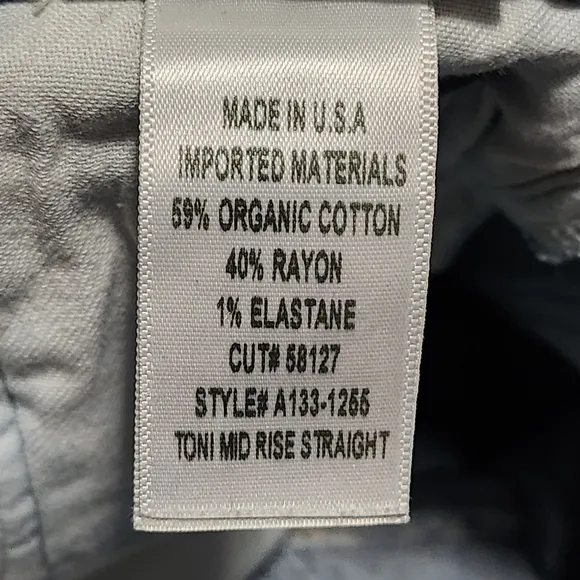 MADE IN U.S.A
IMPORTED MATERIALS
59% ORGANIC COTTON
40% RAYON
1% ELASTANE
CUT# 58127
STYLE# A133-1255
TONI MID RISE STRAIGHT